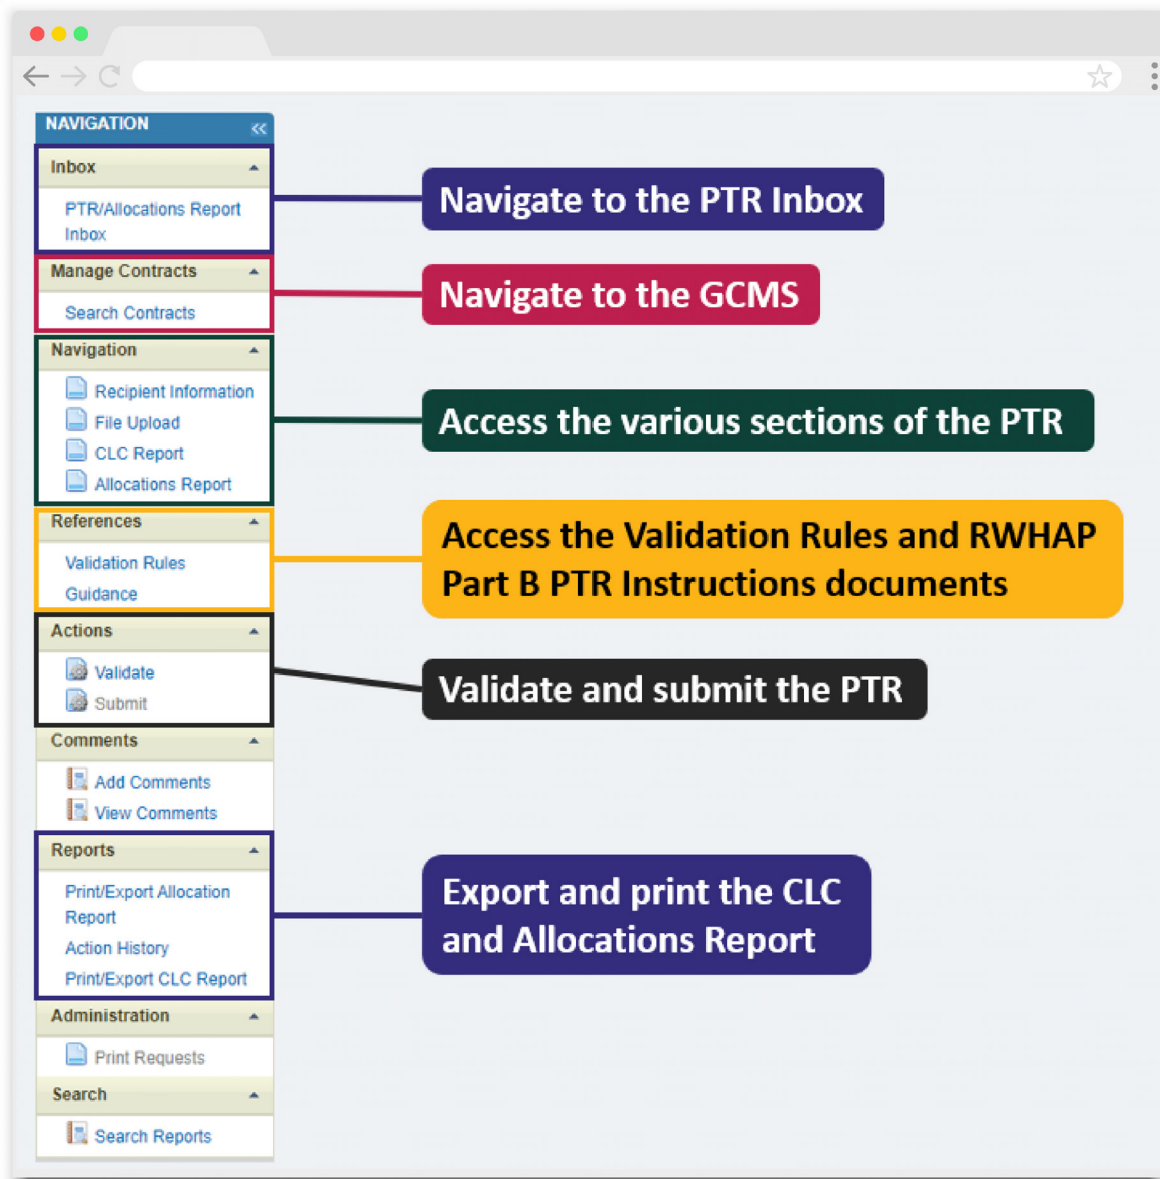 NAVIGATION
Inbox
PTR/Allocations Report
Inbox
Navigate to the PTR Inbox
Manage Contracts
Search Contracts
Navigate to the GCMS
Navigation
Recipient Information
File Upload
CLC Report
Allocations Report
Access the various sections of the PTR
References
Validation Rules
Guidance
Access the Validation Rules and RWHAP
Part B PTR Instructions documents
Actions
Validate
Submit
Validate and submit the PTR
Comments
Add Comments
View Comments
Reports
Print/Export Allocation
Report
Action History
Print/Export CLC Report
Export and print the CLC
and Allocations Report
Administration
Print Requests
Search
Search Reports